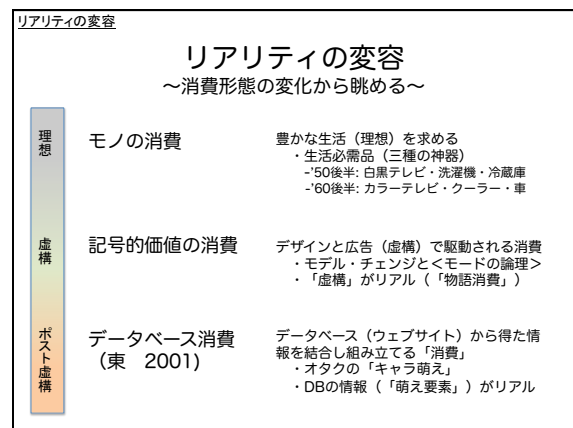 リアリティの変容
リアリティの変容
〜消費形態の変化から眺める〜
理想
モノの消費
豊かな生活（理想）を求める
・生活必需品（三種の神器）
-'50後半: 白黒テレビ・洗濯機・冷蔵庫
-'60後半: カラーテレビ・クーラー・車
虚構
記号的価値の消費
デザインと広告（虚構）で駆動される消費
・モデル・チェンジと<モードの論理>
・「虚構」がリアル（「物語消費」）
ポスト虚構
データベース消費
（東　2001)
データベース（ウェブサイト）から得た情
報を結合し組み立てる「消費」
・オタクの「キャラ萌え」
・DBの情報（「萌え要素」）がリアル